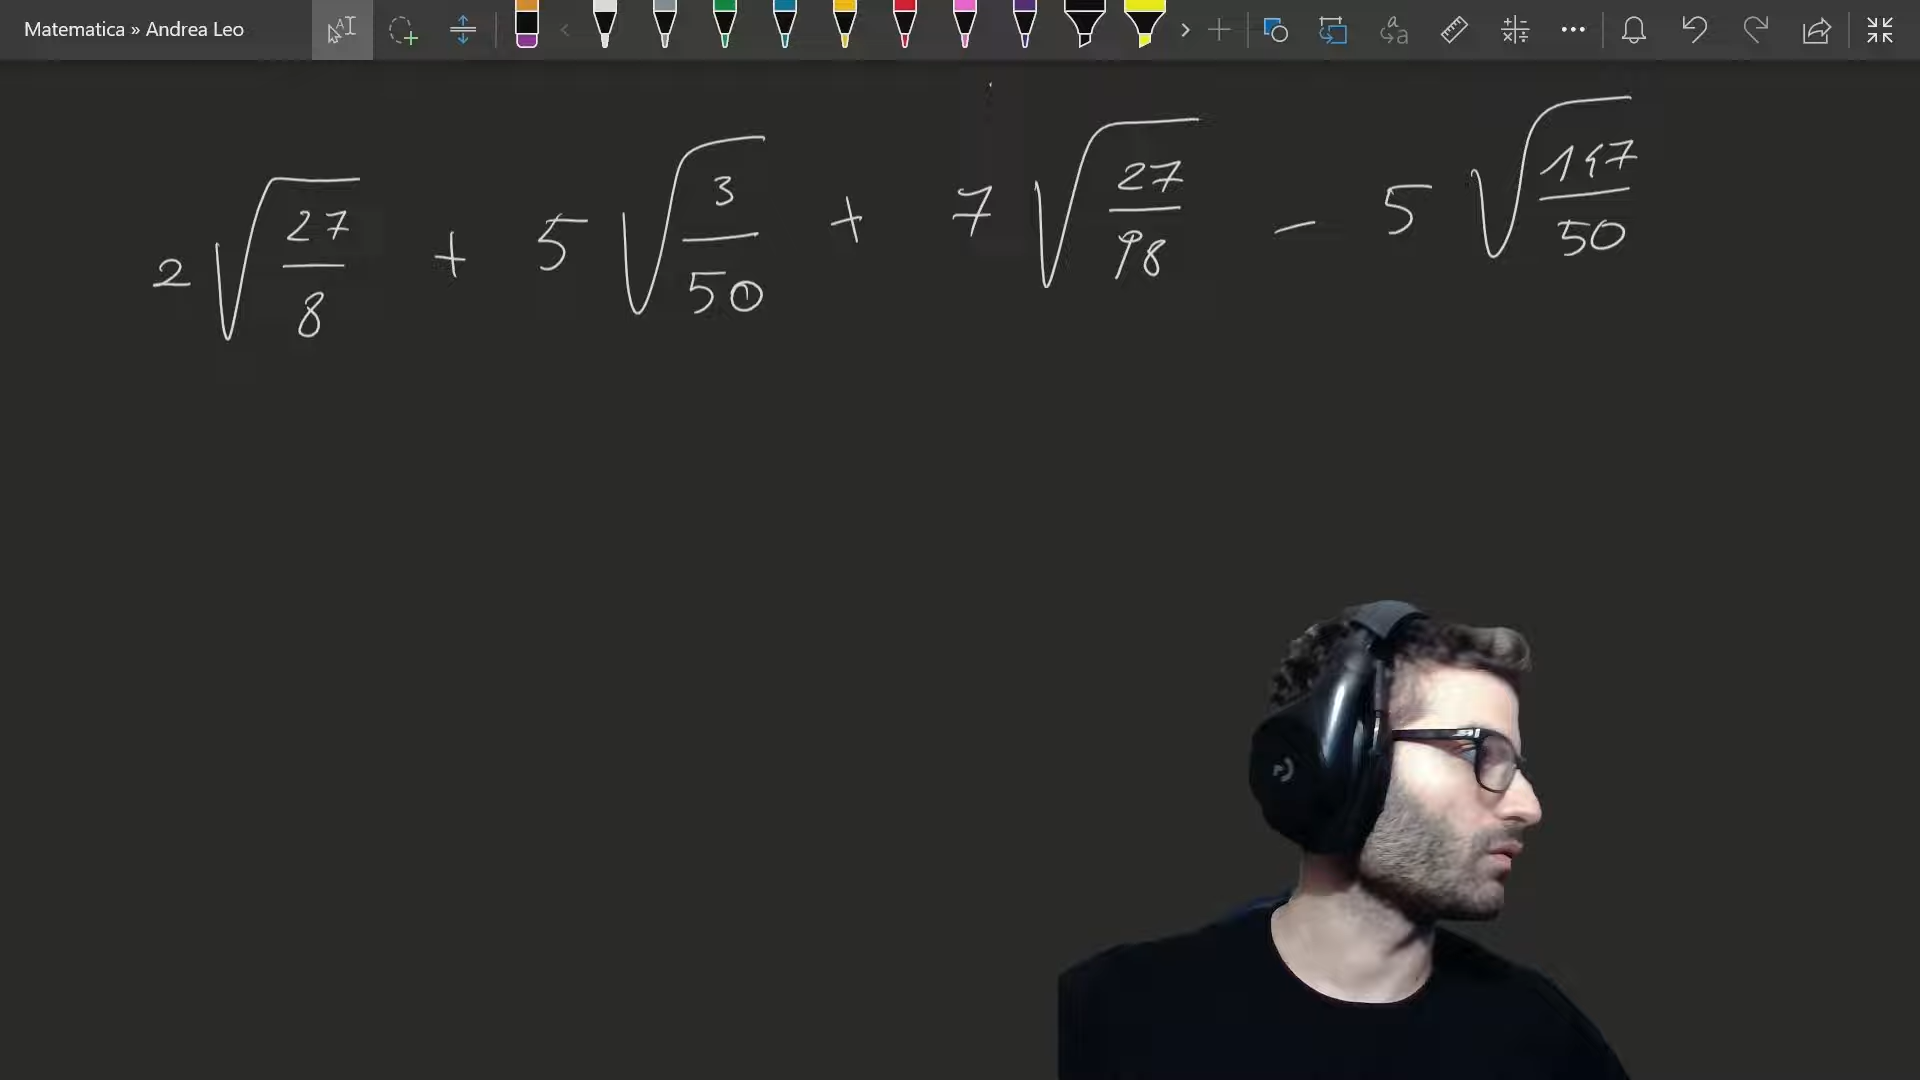 Matematica » Andrea Leo
2 √(27/8) + 5 √(3/50) + 7 √(27/98) - 5 √(147/50)